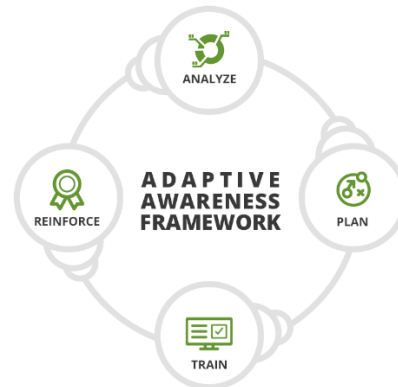 ANALYZE
ADAPTIVE
AWARENESS
FRAMEWORK
REINFORCE
PLAN
TRAIN